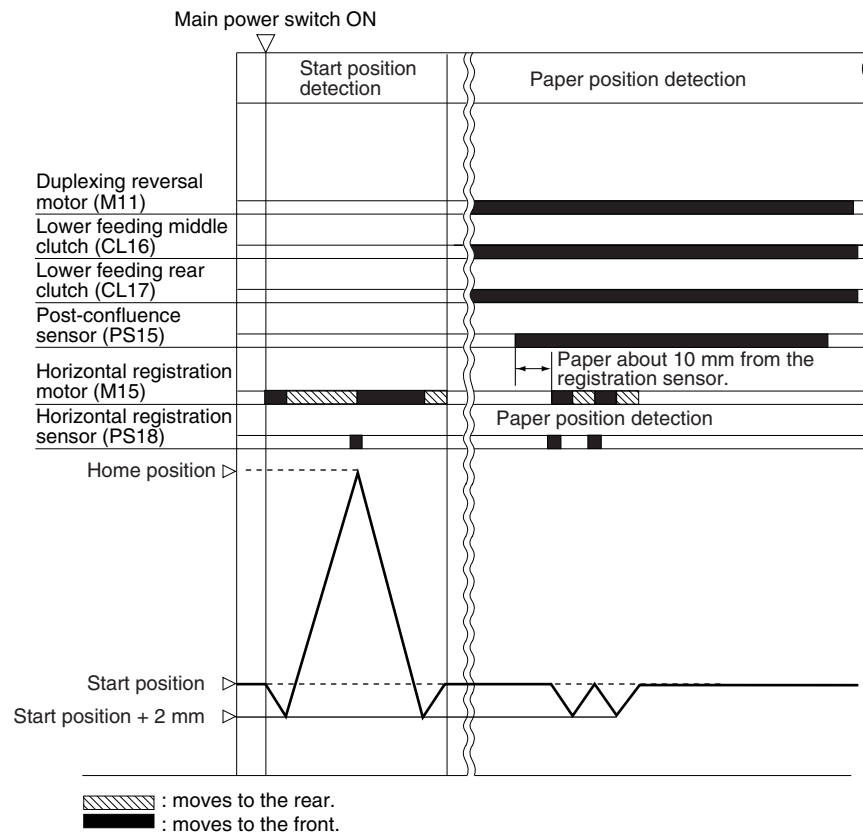 Main power switch ON
Start position
detection
Paper position detection
Duplexing reversal
motor (M11)
Lower feeding middle
clutch (CL16)
Lower feeding rear
clutch (CL17)
Post-confluence
sensor (PS15)
Paper about 10 mm from the
registration sensor.
Horizontal registration
motor (M15)
Horizontal registration
sensor (PS18)
Paper position detection
Home position
Start position
Start position + 2 mm
: moves to the rear.
: moves to the front.